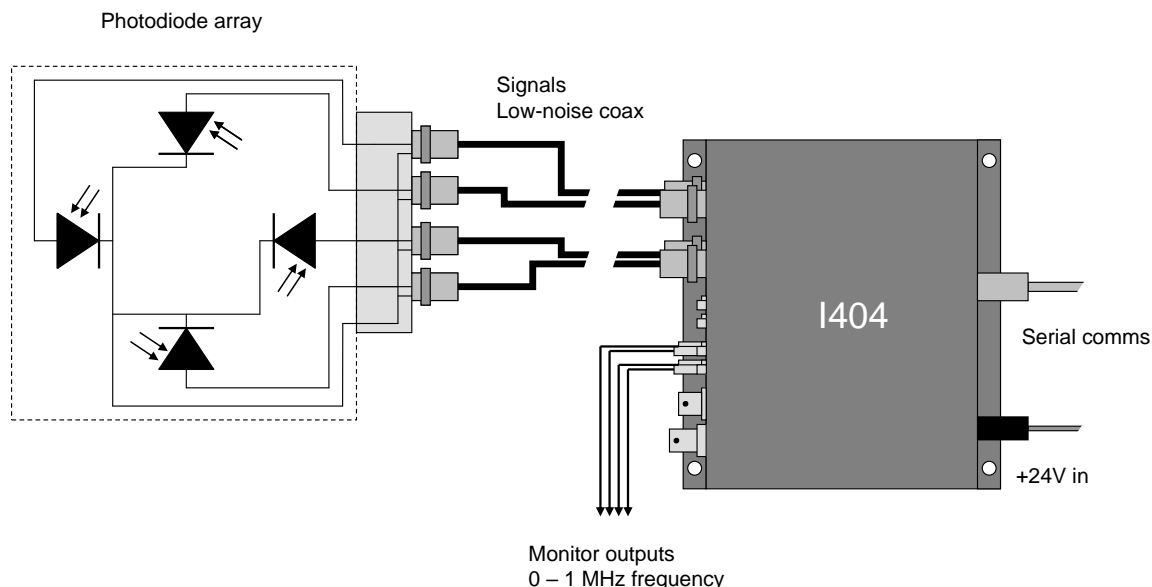 Photodiode array
Signals
Low-noise coax
I404
Serial comms
+24V in
Monitor outputs
0 – 1 MHz frequency